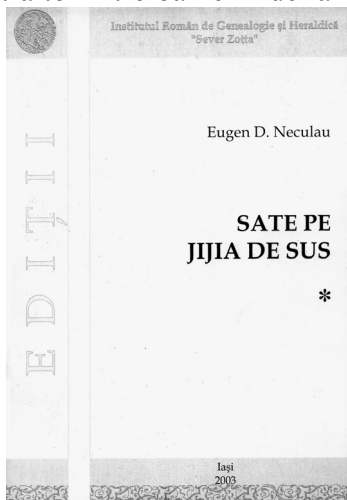 Institutul Român de Genealogie și Heraldică
"Sever Zotta"
EDIȚII
Eugen D. Neculau
SATE PE
JIJIA DE SUS
*
Iași
2003